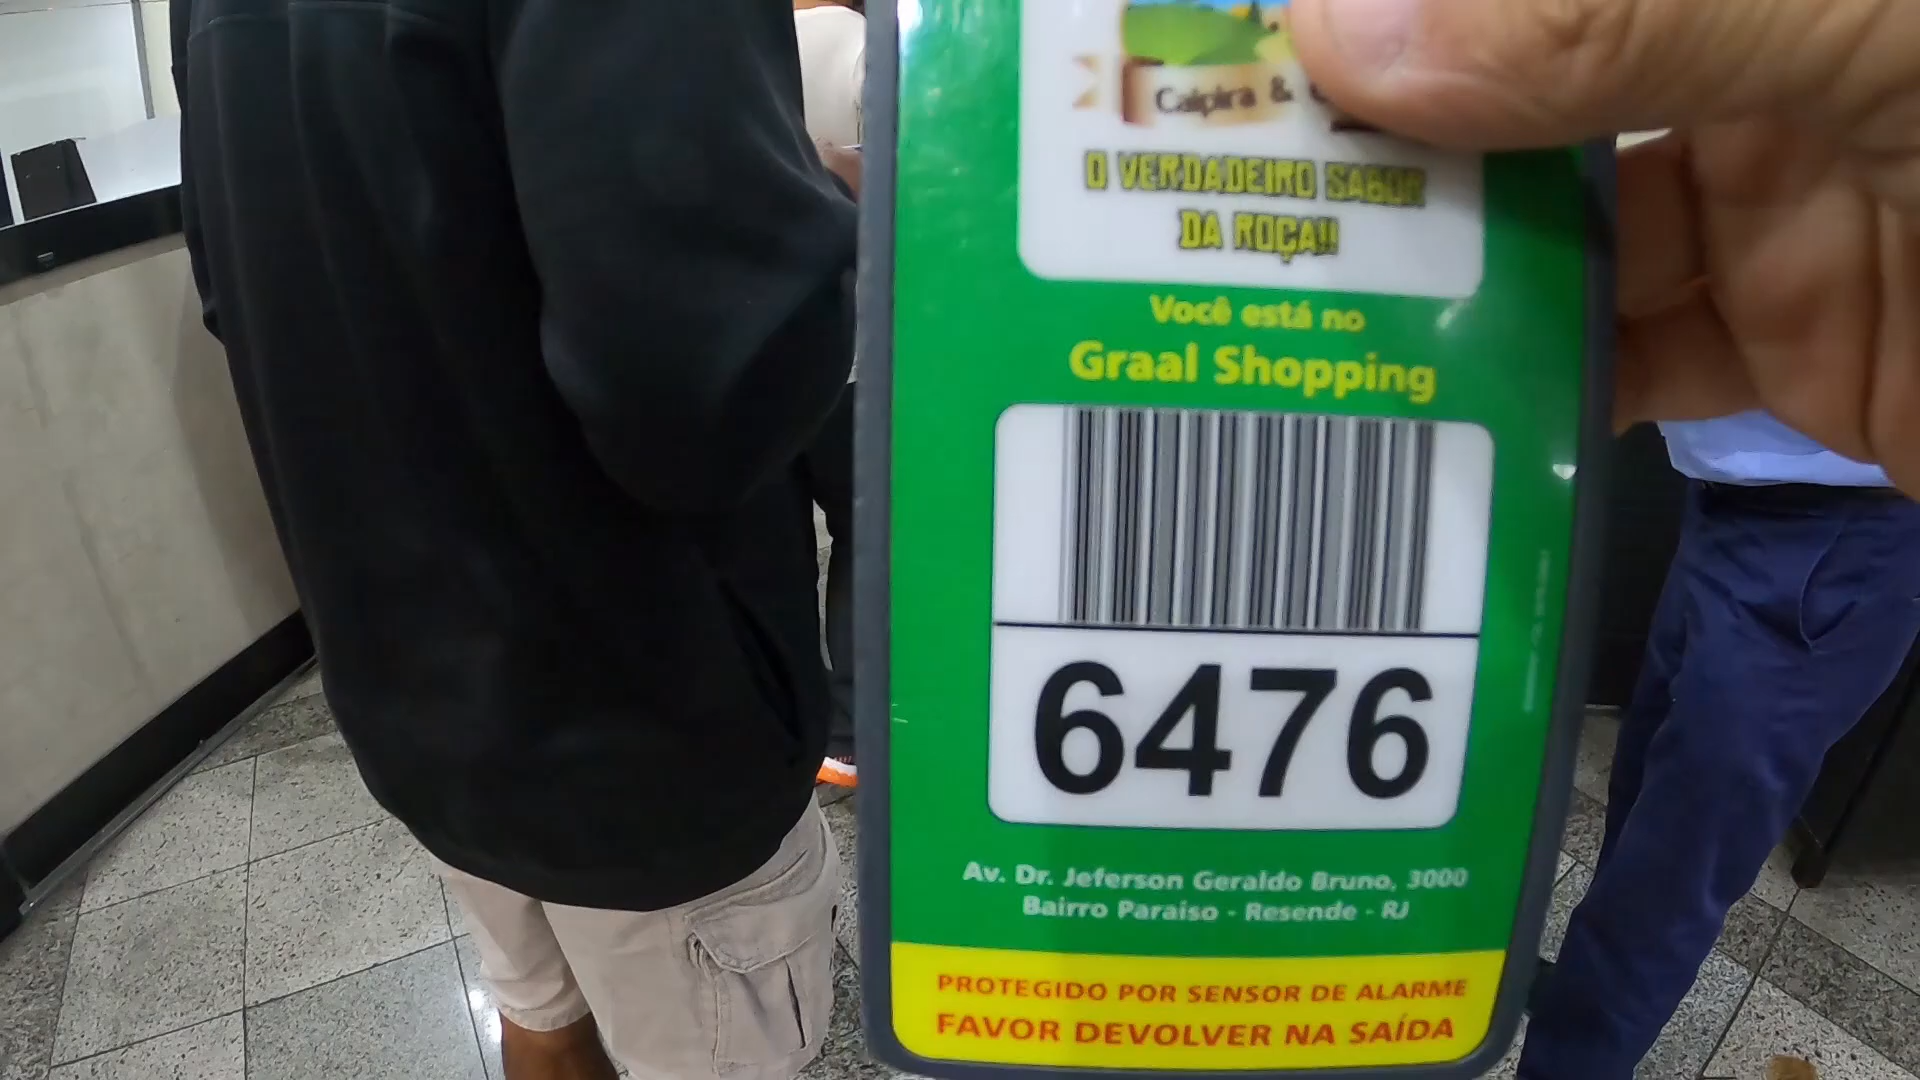 Caipira &
O VERDADEIRO SABOR
DA ROÇA!!
Você está no
Graal Shopping
6476
Av. Dr. Jeferson Geraldo Bruno, 3000
Bairro Paraiso - Resende - RJ
PROTEGIDO POR SENSOR DE ALARME
FAVOR DEVOLVER NA SAÍDA